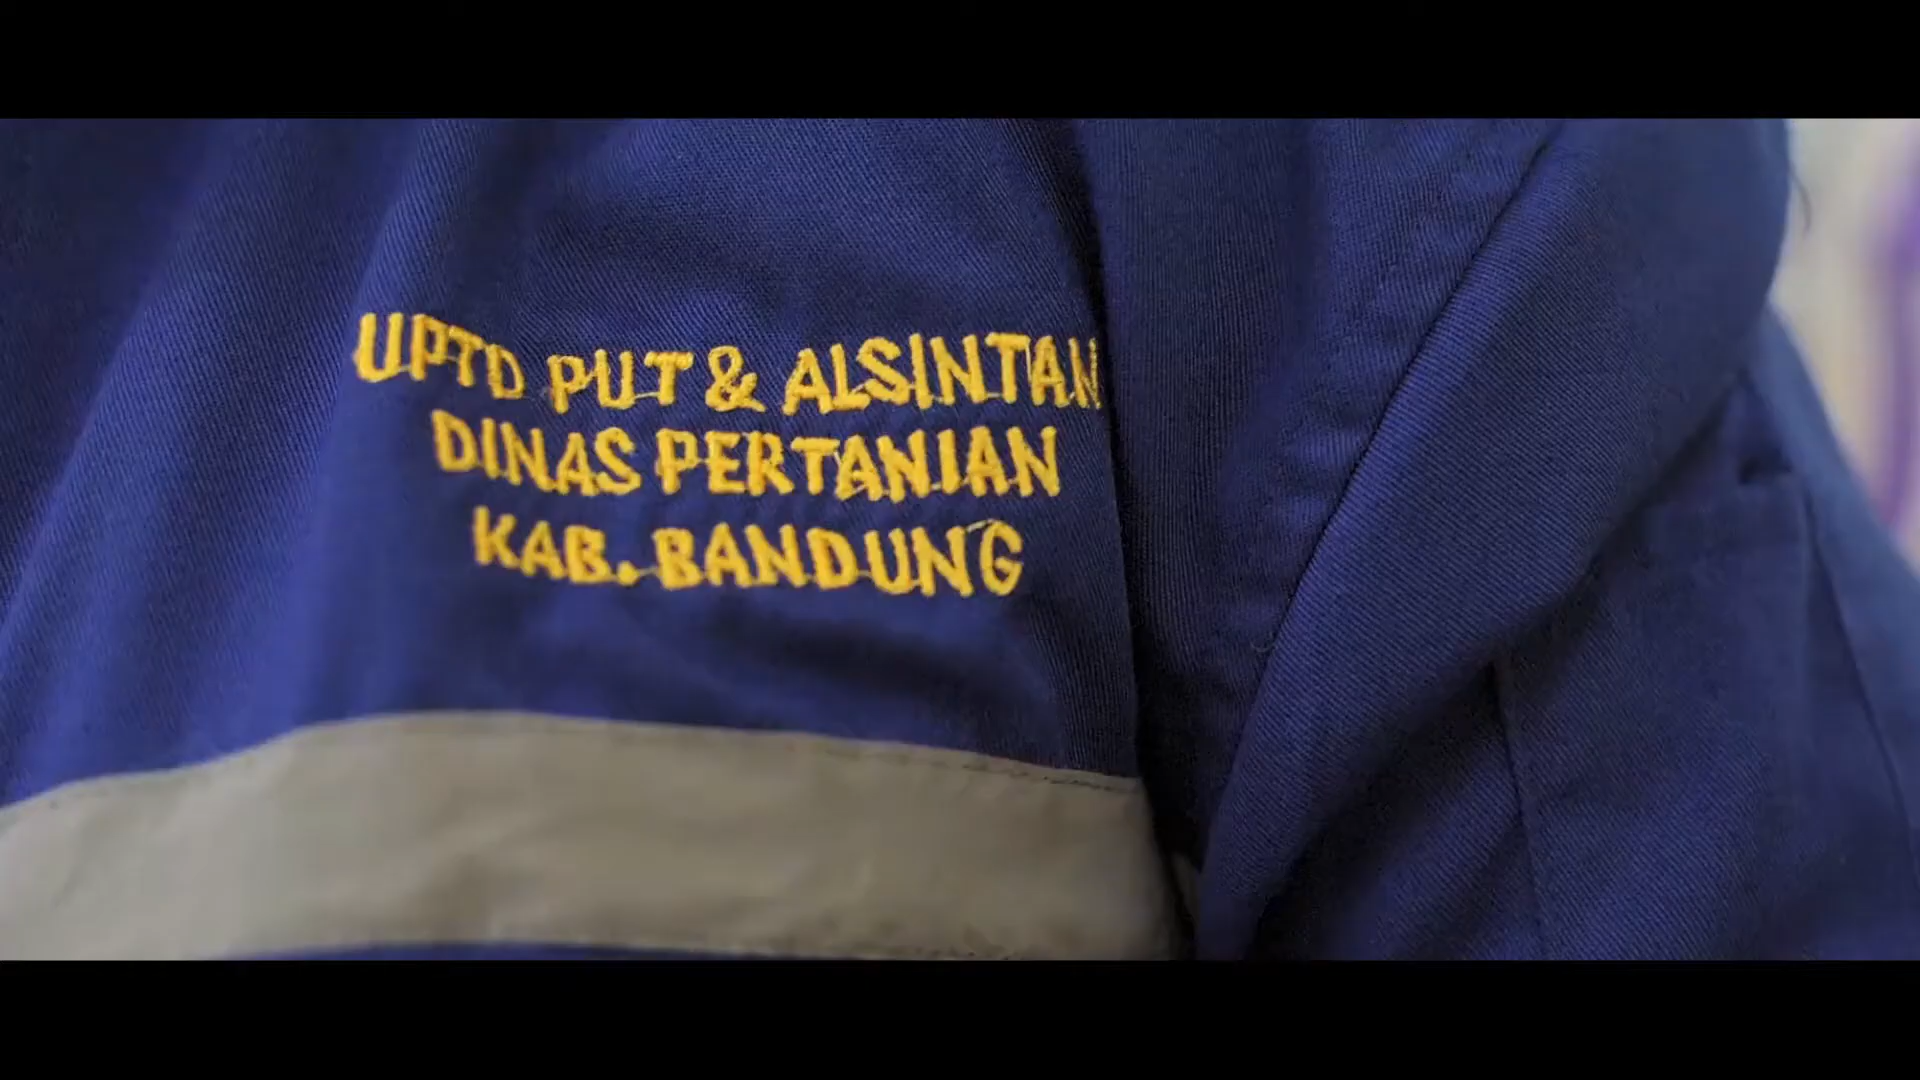 UPTD PUT & ALSINTAN
DINAS PERTANIAN
KAB. BANDUNG